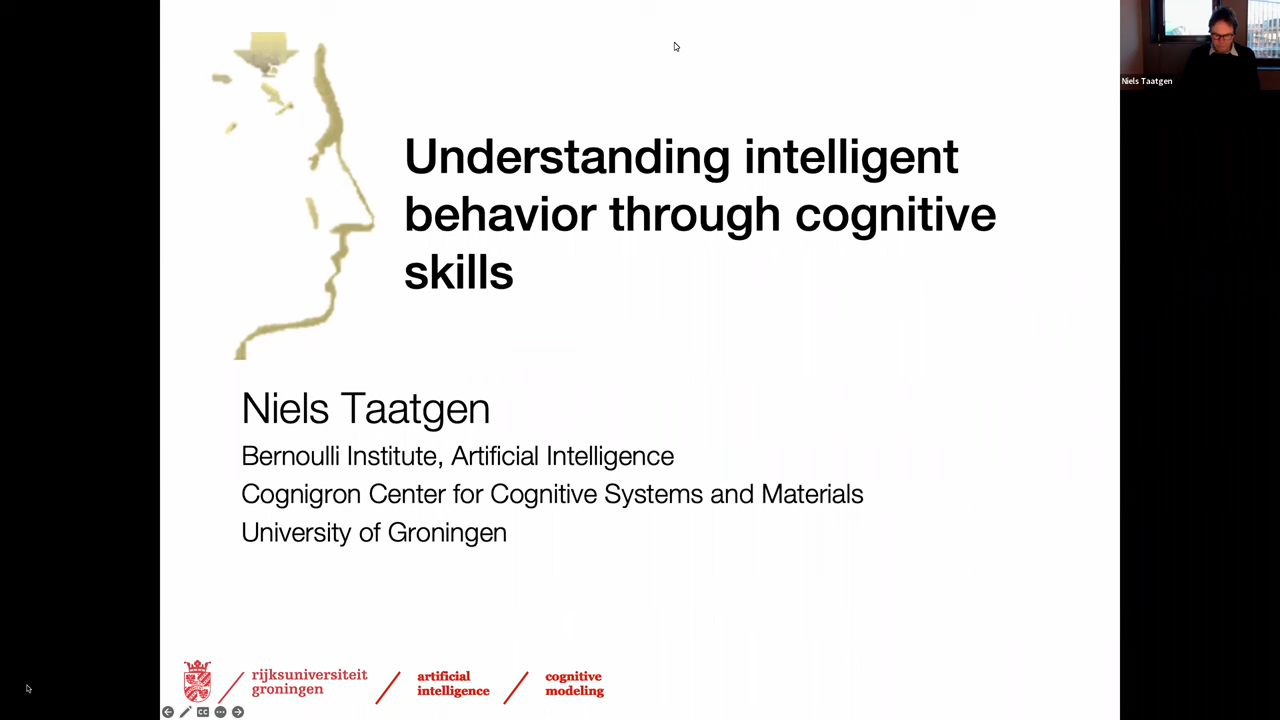 Niels Taatgen
Understanding intelligent
behavior through cognitive
skills
Niels Taatgen
Bernoulli Institute, Artificial Intelligence
Cognigron Center for Cognitive Systems and Materials
University of Groningen
rijksuniversiteit
groningen
artificial
intelligence
cognitive
modeling